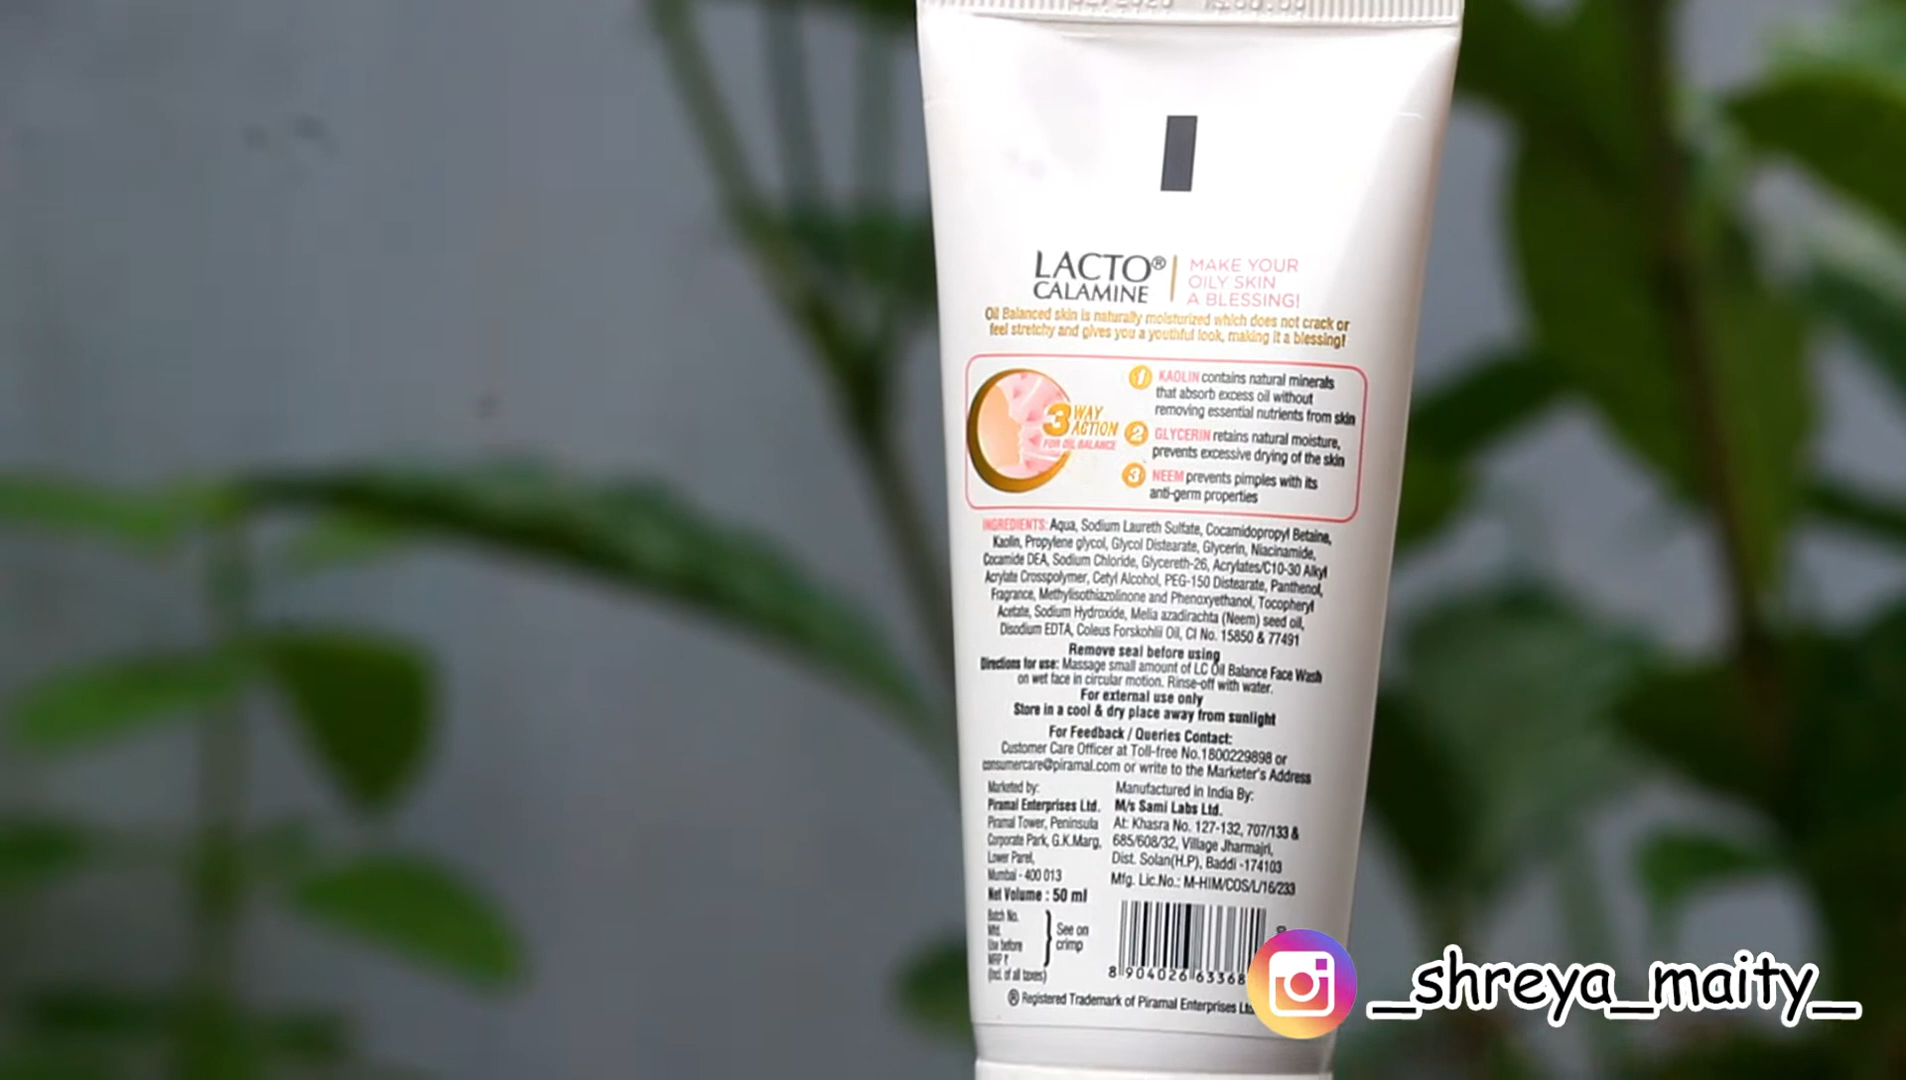 LACTO®
CALAMINE
MAKE YOUR
OILY SKIN
A BLESSING!
Oil Balanced skin is naturally moisturized which does not crack or
feel stretchy and gives you a youthful look, making it a blessing!
3 WAY
ACTION
FOR OIL BALANCE
1 KAOLIN contains natural minerals
that absorb excess oil without
removing essential nutrients from skin
2 GLYCERIN retains natural moisture,
prevents excessive drying of the skin
3 NEEM prevents pimples with its
anti-germ properties
INGREDIENTS: Aqua, Sodium Laureth Sulfate, Cocamidopropyl Betaine,
Kaolin, Propylene glycol, Glycol Distearate, Glycerin, Niacinamide,
Cocamide DEA, Sodium Chloride, Glycereth-26, Acrylates/C10-30 Alkyl
Acrylate Crosspolymer, Cetyl Alcohol, PEG-150 Distearate, Panthenol,
Fragrance, Methylisothiazolinone and Phenoxyethanol, Tocopheryl
Acetate, Sodium Hydroxide, Melia azadirachta (Neem) seed oil,
Disodium EDTA, Coleus Forskohlii Oil, CI No. 15850 & 77491
Remove seal before using
Directions for use: Massage small amount of LC Oil Balance Face Wash
on wet face in circular motion. Rinse-off with water.
For external use only
Store in a cool & dry place away from sunlight
For Feedback / Queries Contact:
Customer Care Officer at Toll-free No.1800229898 or
consumercare@piramal.com or write to the Marketer's Address
Marketed by:
Piramal Enterprises Ltd.
Piramal Tower, Peninsula
Corporate Park, G.K.Marg,
Lower Parel,
Mumbai - 400 013
Net Volume : 50 ml
Manufactured in India By:
M/s Sami Labs Ltd.
At: Khasra No. 127-132, 707/133 &
685/608/32, Village Jharmajri,
Dist. Solan(H.P), Baddi -174103
Mfg. Lic.No.: M-HIM/COS/L/16/233
Batch No.
Mfd.
Use before
MRP ₹
(Incl. of all taxes)
See on
crimp
8 904026 63368
® Registered Trademark of Piramal Enterprises
_shreya_maity_